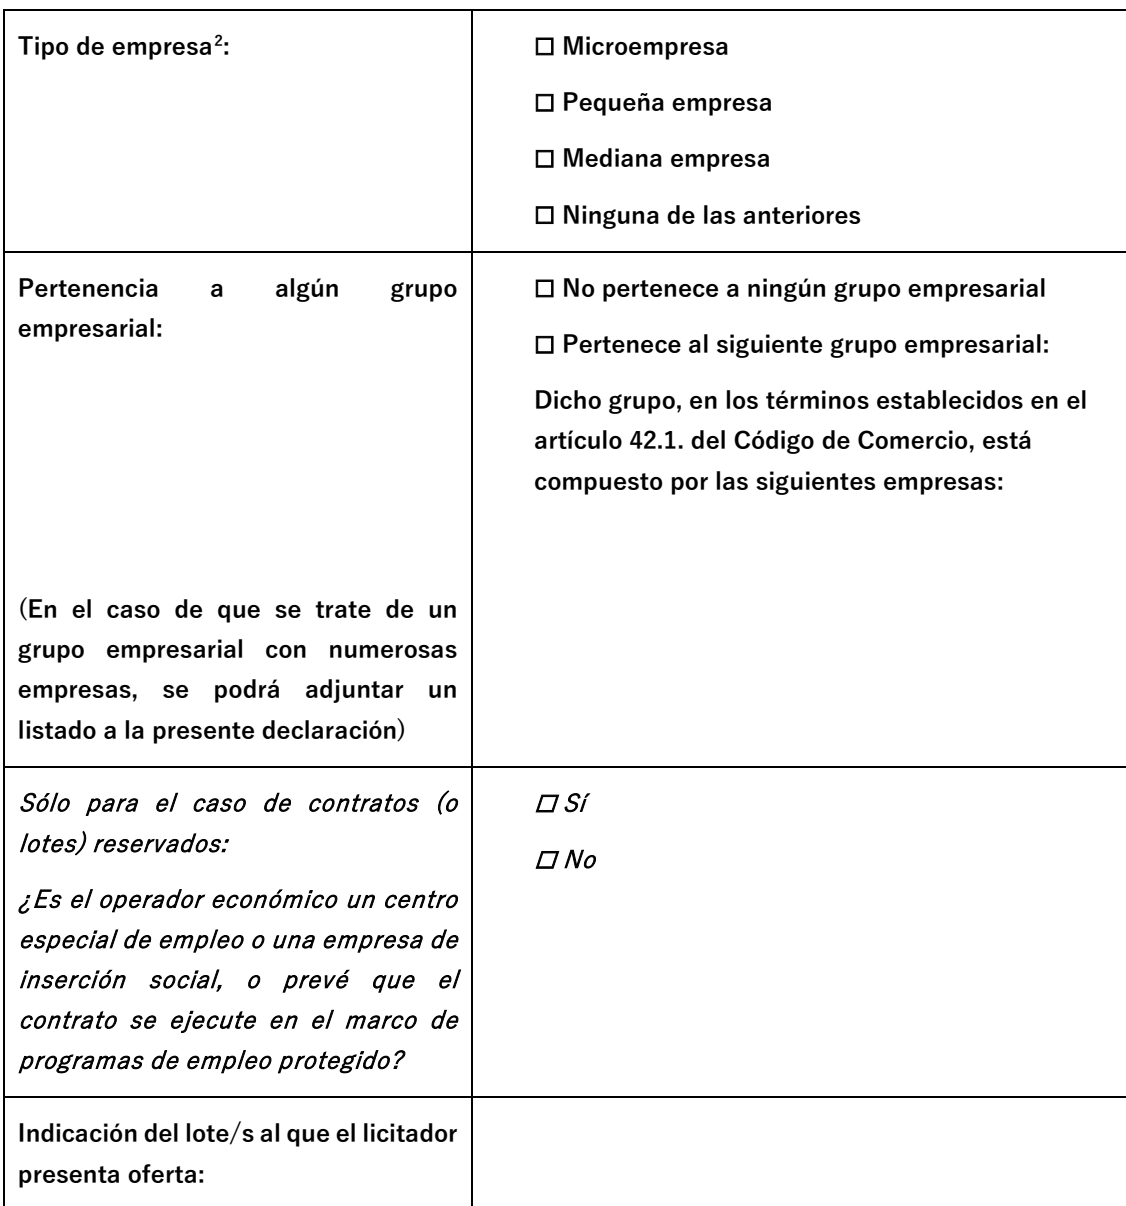 Tipo de empresa²:
☐ Microempresa
☐ Pequeña empresa
☐ Mediana empresa
☐ Ninguna de las anteriores
Pertenencia a algún grupo
empresarial:
(En el caso de que se trate de un
grupo empresarial con numerosas
empresas, se podrá adjuntar un
listado a la presente declaración)
☐ No pertenece a ningún grupo empresarial
☐ Pertenece al siguiente grupo empresarial:
Dicho grupo, en los términos establecidos en el
artículo 42.1. del Código de Comercio, está
compuesto por las siguientes empresas:
Sólo para el caso de contratos (o
lotes) reservados:
¿Es el operador económico un centro
especial de empleo o una empresa de
inserción social, o prevé que el
contrato se ejecute en el marco de
programas de empleo protegido?
☐ Sí
☐ No
Indicación del lote/s al que el licitador
presenta oferta: